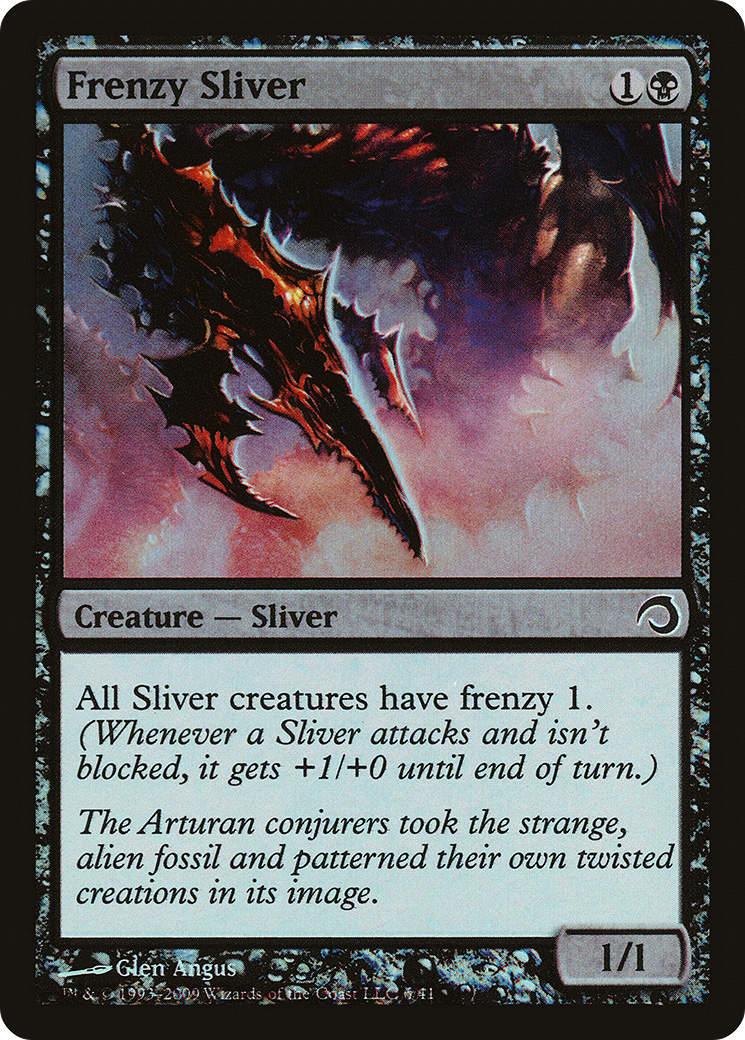 Frenzy Sliver 1
Creature — Sliver
All Sliver creatures have frenzy 1.
(Whenever a Sliver attacks and isn't
blocked, it gets +1/+0 until end of turn.)
The Arturan conjurers took the strange,
alien fossil and patterned their own twisted
creations in its image.
1/1
Glen Angus
™ & © 1993-2009 Wizards of the Coast LLC 6/41